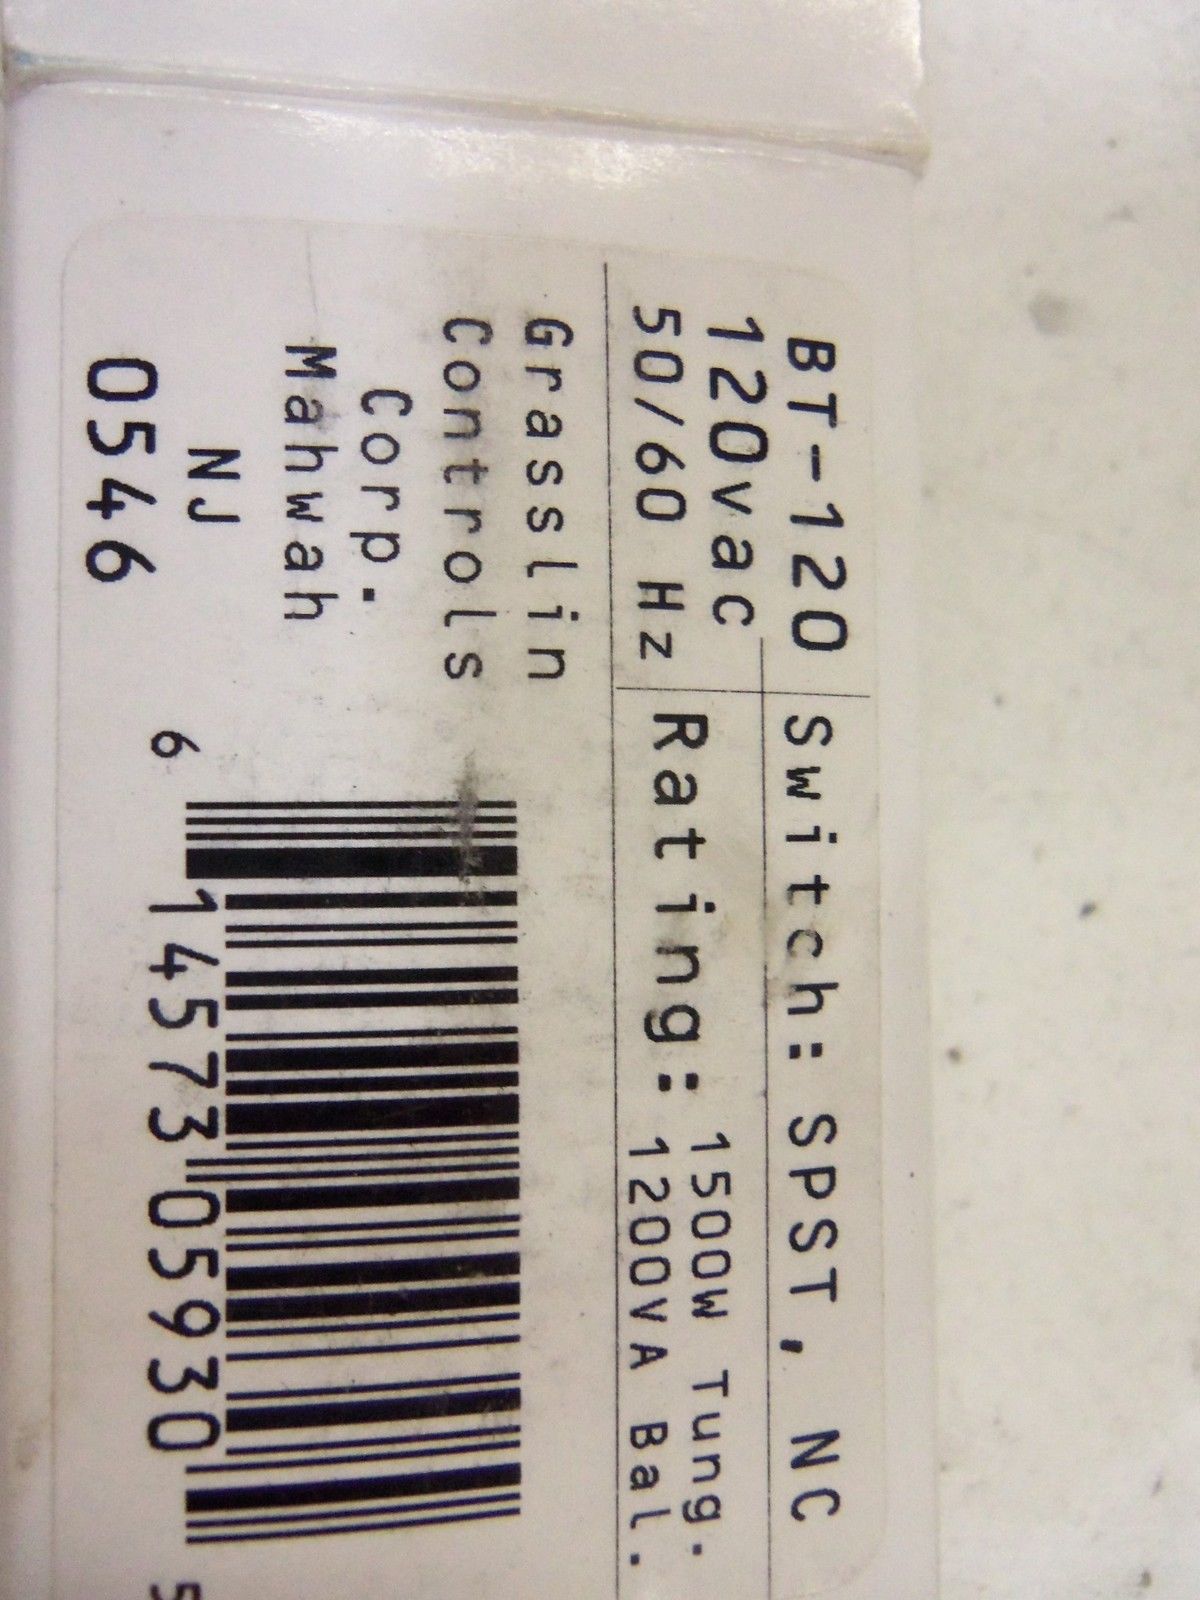 BT-120
120vac
50/60 Hz
Switch: SPST, NC
Rating: 1500W Tung.
1200VA Bal.
Grasslin
Controls
Corp.
Mahwah
NJ
0546
6 14573 05930 5